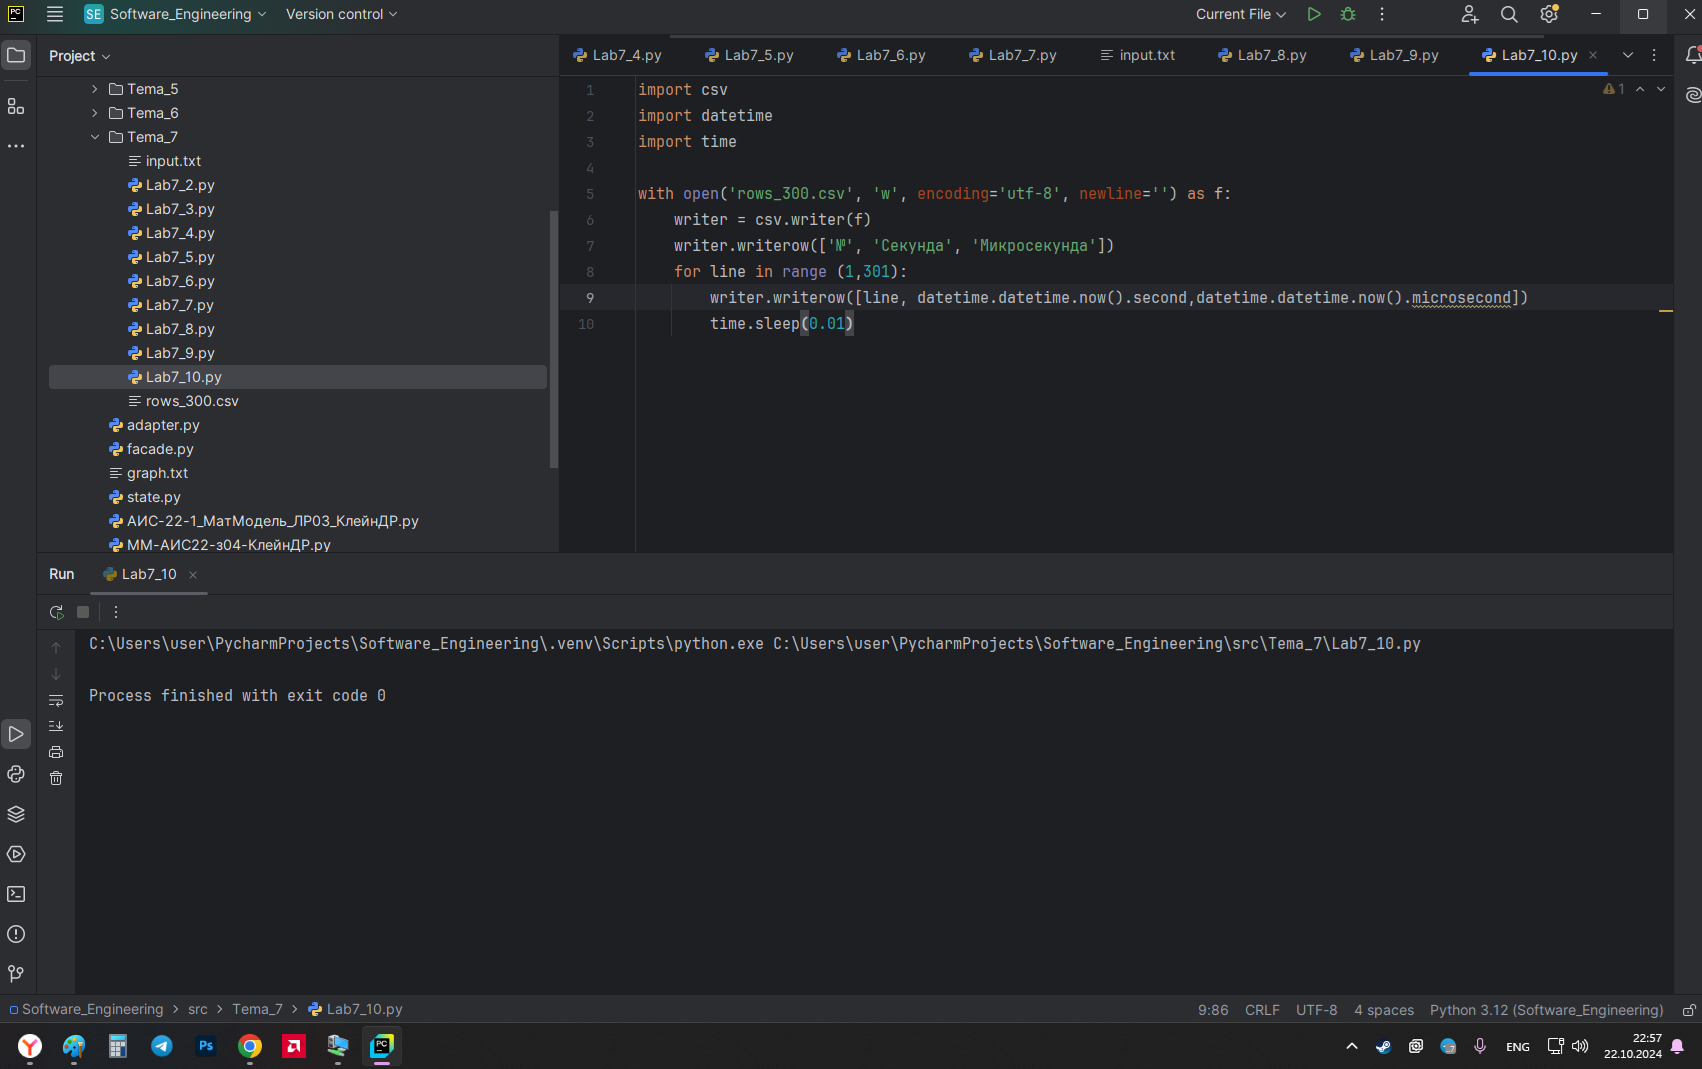 PC
SE Software_Engineering Version control Current File
Project
Tema_5
Tema_6
Tema_7
input.txt
Lab7_2.py
Lab7_3.py
Lab7_4.py
Lab7_5.py
Lab7_6.py
Lab7_7.py
Lab7_8.py
Lab7_9.py
Lab7_10.py
rows_300.csv
adapter.py
facade.py
graph.txt
state.py
АИС-22-1_МатМодель_ЛР03_КлейнДР.py
ММ-АИС22-з04-КлейнДР.py
Lab7_4.py Lab7_5.py Lab7_6.py Lab7_7.py input.txt Lab7_8.py Lab7_9.py Lab7_10.py
1 import csv
2 import datetime
3 import time
4
5 with open('rows_300.csv', 'w', encoding='utf-8', newline='') as f:
6 writer = csv.writer(f)
7 writer.writerow(['№', 'Секунда', 'Микросекунда'])
8 for line in range (1,301):
9 writer.writerow([line, datetime.datetime.now().second,datetime.datetime.now().microsecond])
10 time.sleep(0.01)
1
Run Lab7_10
C:\Users\user\PycharmProjects\Software_Engineering\.venv\Scripts\python.exe C:\Users\user\PycharmProjects\Software_Engineering\src\Tema_7\Lab7_10.py
Process finished with exit code 0
Software_Engineering > src > Tema_7 > Lab7_10.py 9:86 CRLF UTF-8 4 spaces Python 3.12 (Software_Engineering)
Ps PC ENG 22:57
22.10.2024